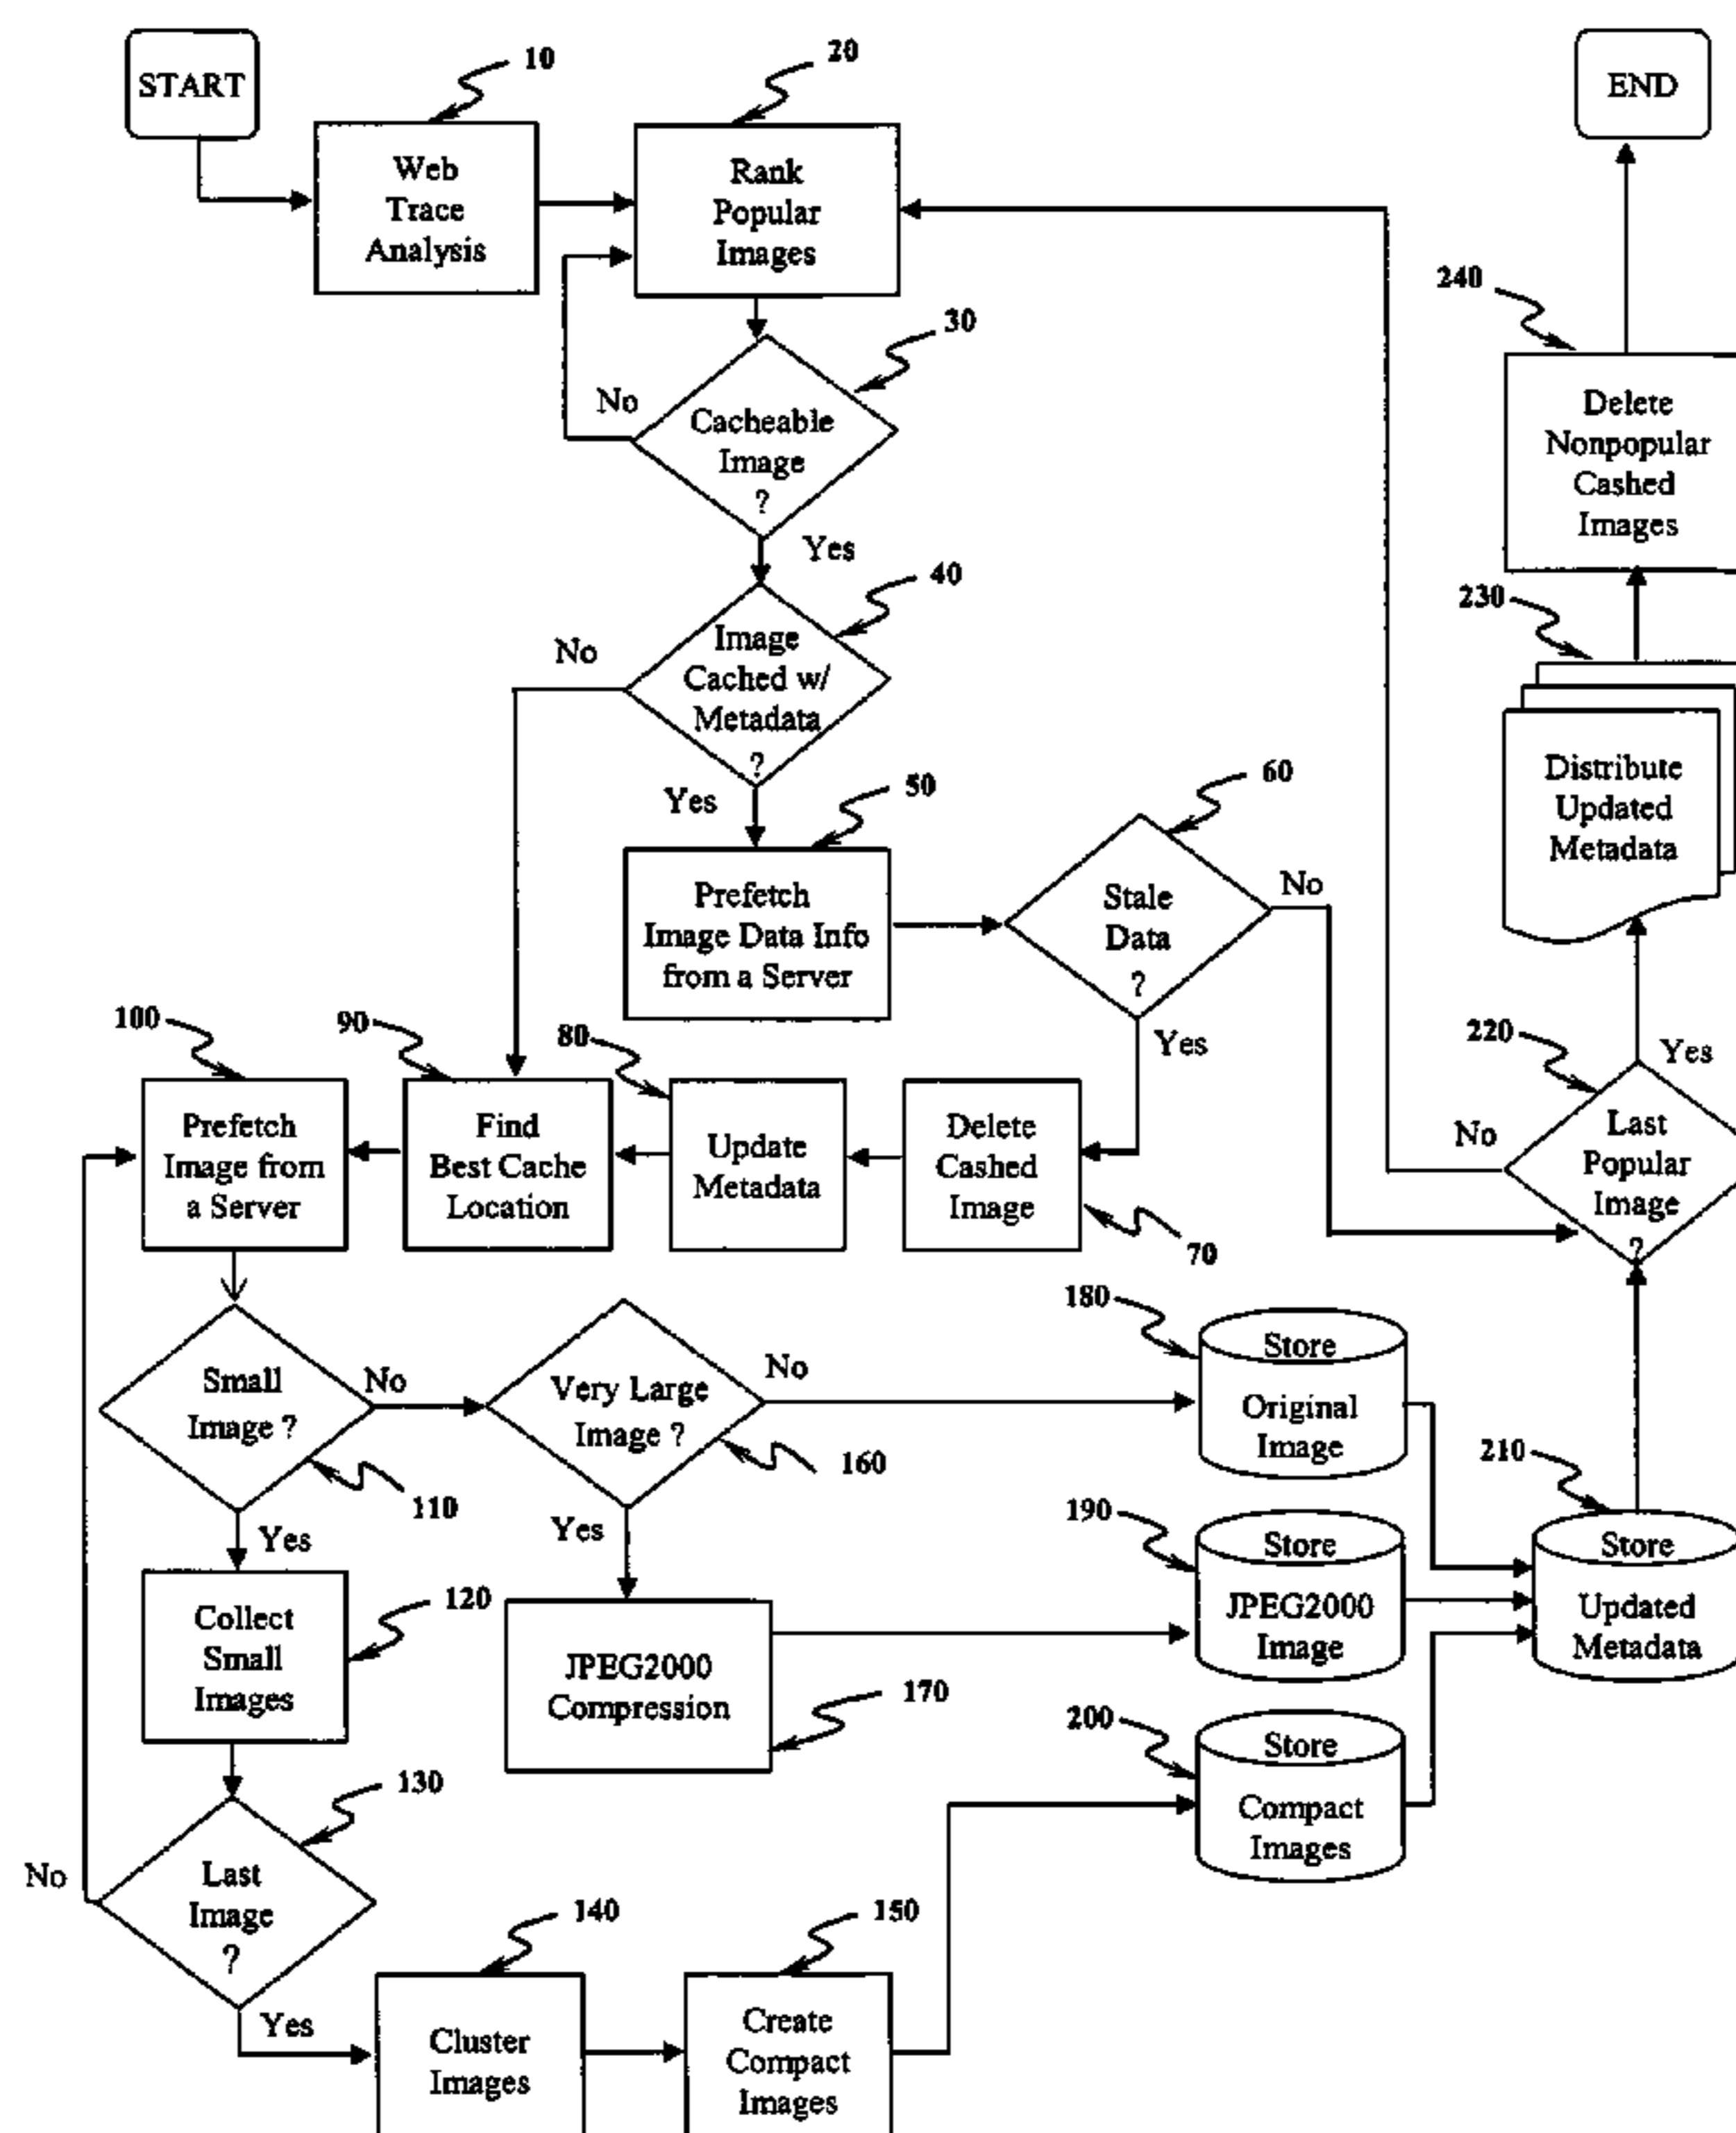 START
10
Web
Trace
Analysis
20
Rank
Popular
Images
END
30
No
Cacheable
Image
?
Yes
240
Delete
Nonpopular
Cashed
Images
40
No
Image
Cached w/
Metadata
?
Yes
230
Distribute
Updated
Metadata
50
Prefetch
Image Data Info
from a Server
60
Stale
Data
?
No
Yes
100
Prefetch
Image from
a Server
90
Find
Best Cache
Location
80
Update
Metadata
Delete
Cashed
Image
70
220
Yes
No
Last
Popular
Image
?
Small
Image ?
No
110
Yes
Very Large
Image ?
No
160
Yes
180
Store
Original
Image
190
Store
JPEG2000
Image
210
Store
Updated
Metadata
Collect
Small
Images
120
JPEG2000
Compression
170
200
Store
Compact
Images
130
No
Last
Image
?
Yes
140
Cluster
Images
150
Create
Compact
Images